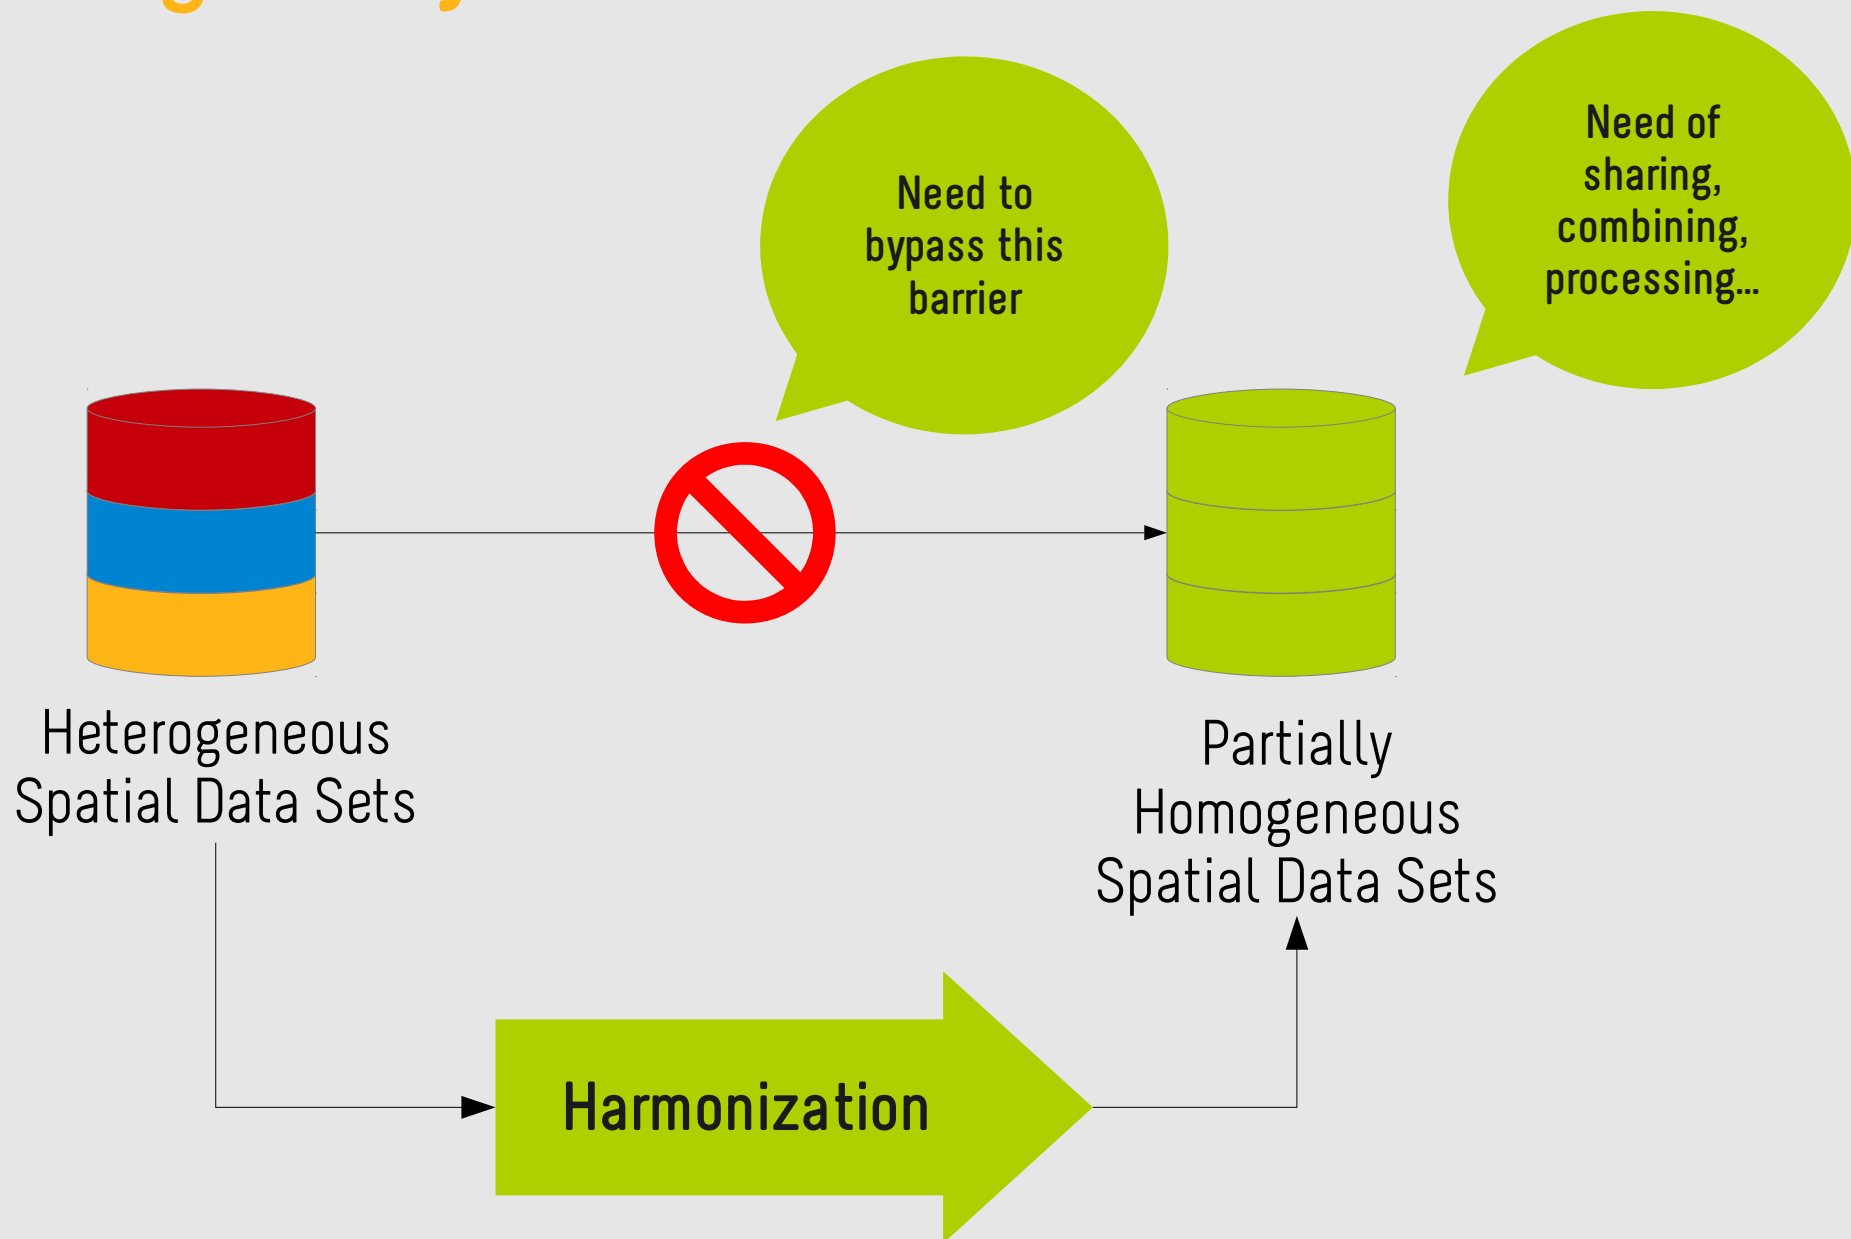 Need to
bypass this
barrier
Need of
sharing,
combining,
processing...
Heterogeneous
Spatial Data Sets
Partially
Homogeneous
Spatial Data Sets
Harmonization